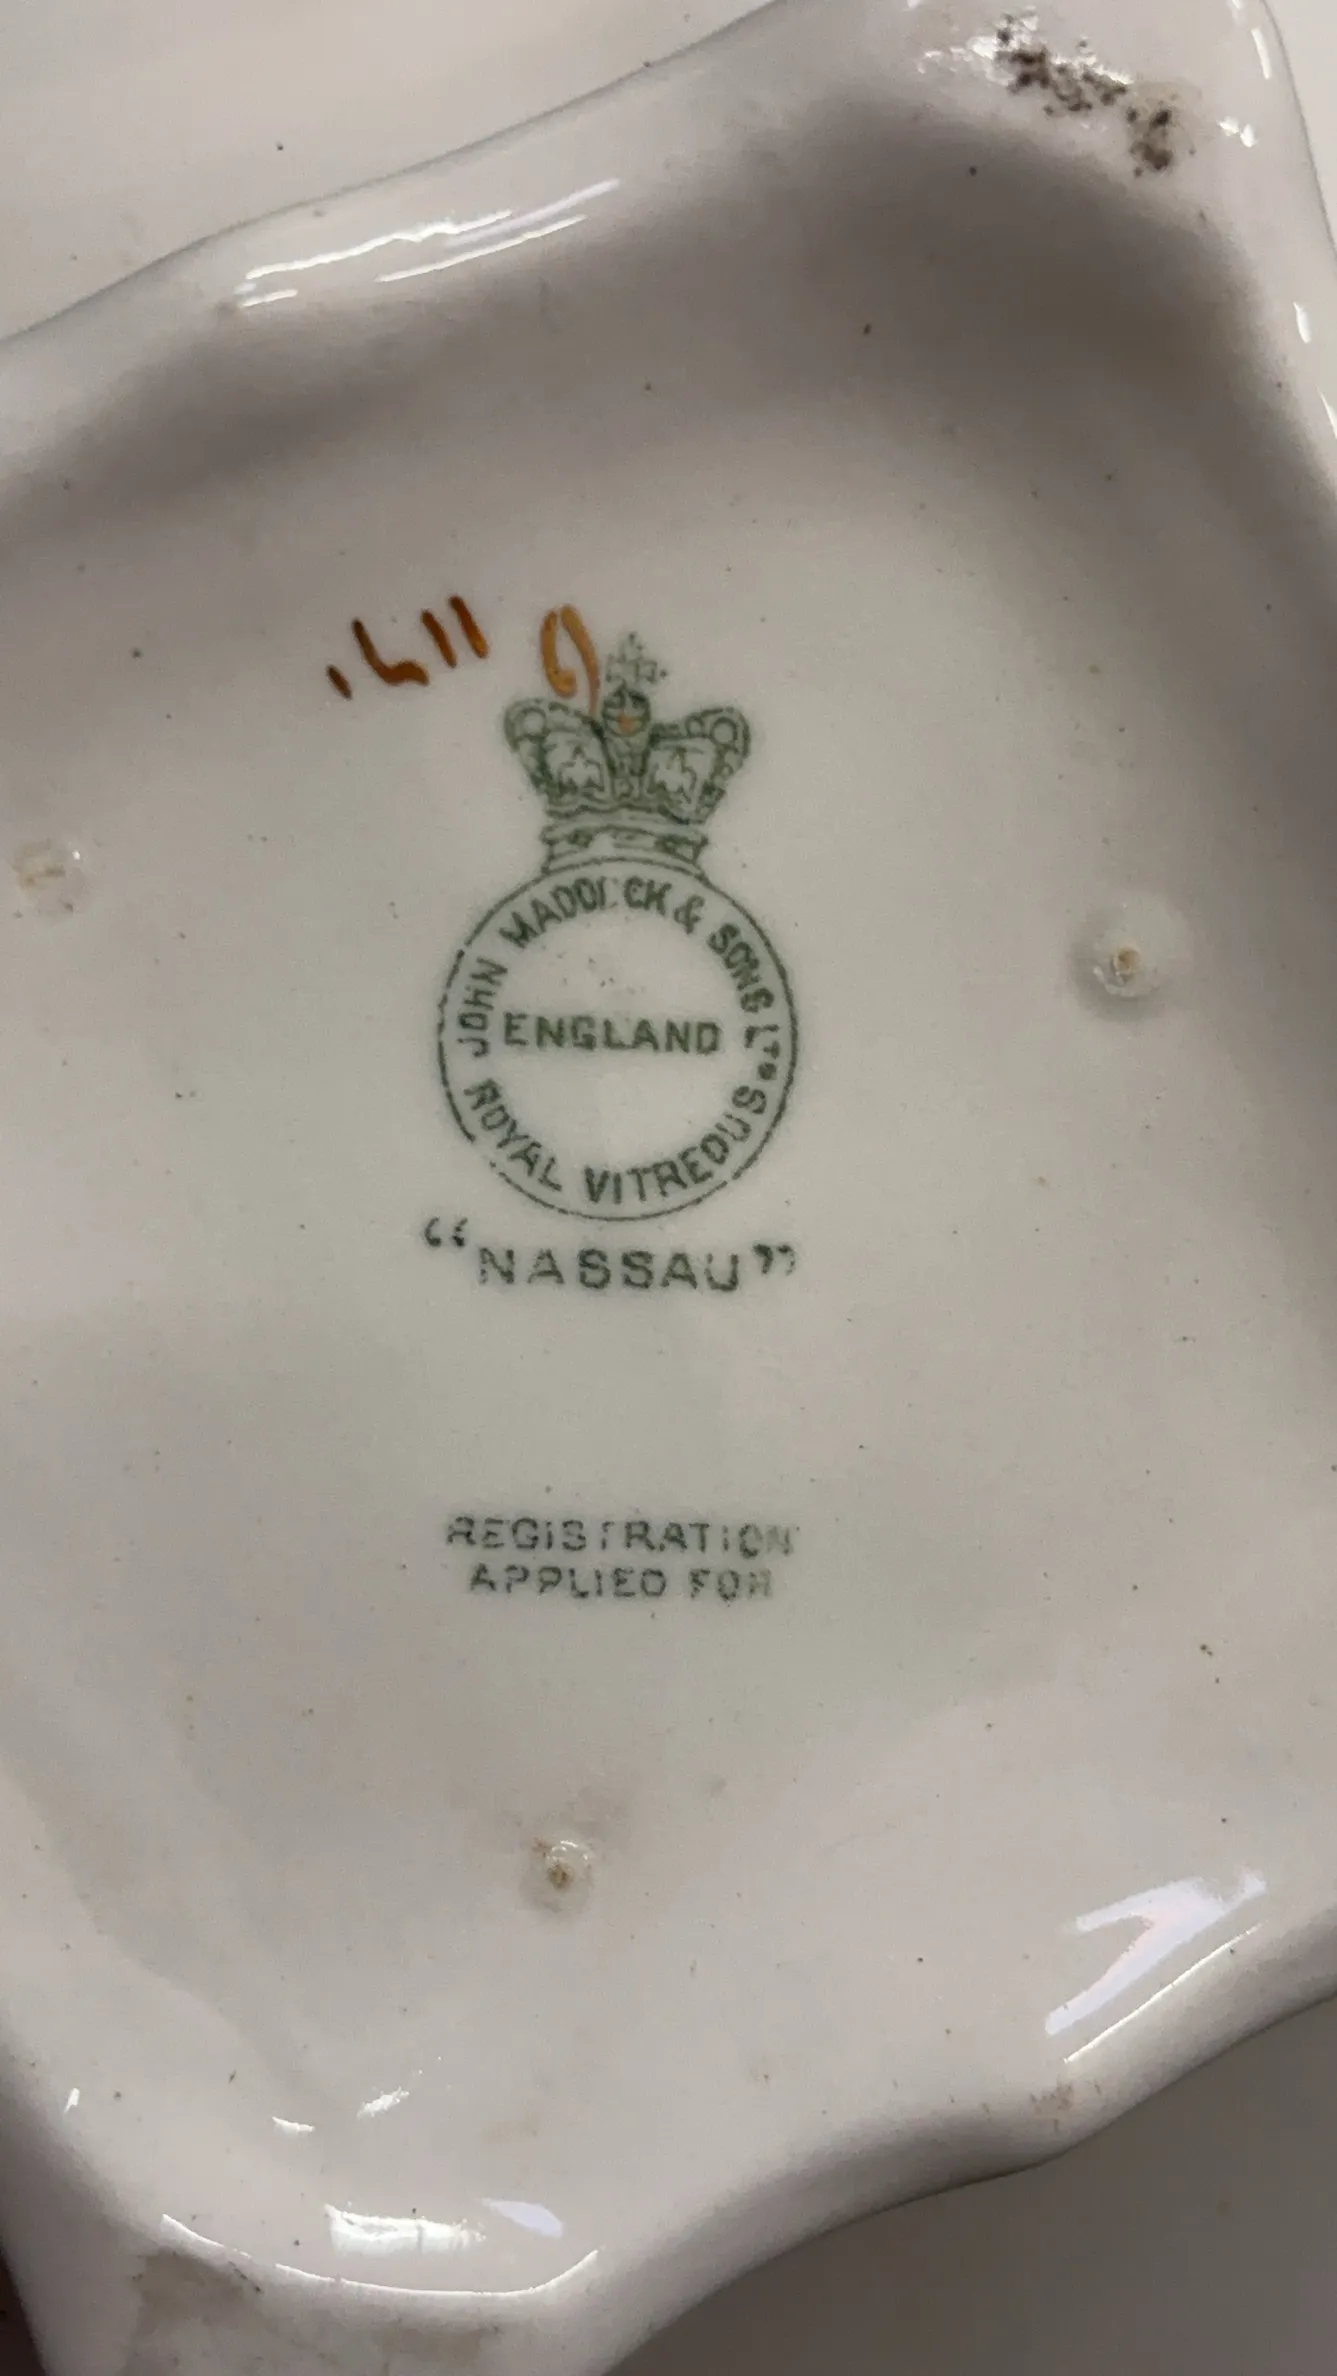 JOHN MADDOCK & SONS LTD.
ENGLAND
ROYAL VITREOUS
"NASSAU"
REGISTRATION
APPLIED FOR